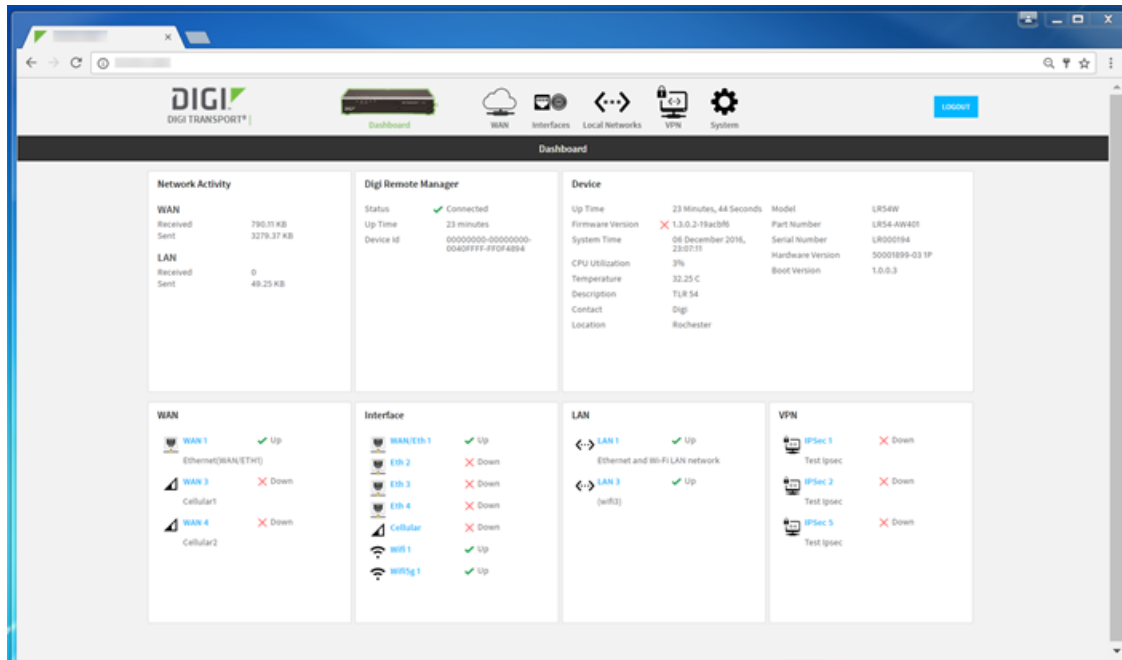 DIGI
DIGI TRANSPORT®
Dashboard
WAN
Interfaces
Local Networks
VPN
System
LOGOUT
Dashboard
Network Activity
WAN
Received 790.11 KB
Sent 3279.37 KB
LAN
Received 0
Sent 49.25 KB
Digi Remote Manager
Status Connected
Up Time 23 minutes
Device Id 00000000-00000000-
0040FFFF-FF0F4894
Device
Up Time 23 Minutes, 44 Seconds
Firmware Version 1.3.0.2-19acbf6
System Time 06 December 2016,
23:07:11
CPU Utilization 3%
Temperature 32.25 C
Description TLR 54
Contact Digi
Location Rochester
Model LR54W
Part Number LR54-AW401
Serial Number LR000194
Hardware Version 50001899-03 1P
Boot Version 1.0.0.3
WAN
WAN 1 Up
Ethernet(WAN/ETH1)
WAN 3 Down
Cellular1
WAN 4 Down
Cellular2
Interface
WAN/Eth 1 Up
Eth 2 Down
Eth 3 Down
Eth 4 Down
Cellular Down
Wifi 1 Up
Wifi5g 1 Up
LAN
LAN 1 Up
Ethernet and Wi-Fi LAN network
LAN 3 Up
(wifi3)
VPN
IPSec 1 Down
Test Ipsec
IPSec 2 Down
Test Ipsec
IPSec 5 Down
Test Ipsec